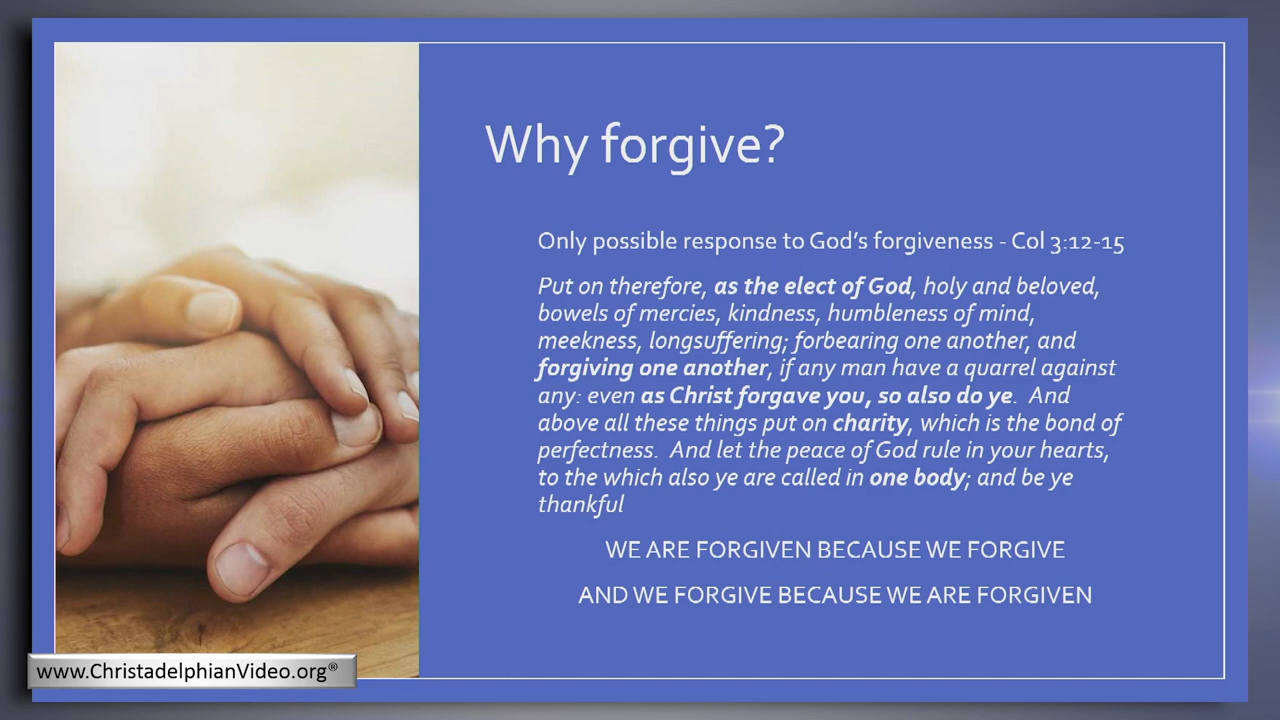 Why forgive?
Only possible response to God's forgiveness - Col 3:12-15
Put on therefore, as the elect of God, holy and beloved,
bowels of mercies, kindness, humbleness of mind,
meekness, longsuffering; forbearing one another, and
forgiving one another, if any man have a quarrel against
any: even as Christ forgave you, so also do ye.  And
above all these things put on charity, which is the bond of
perfectness.  And let the peace of God rule in your hearts,
to the which also ye are called in one body; and be ye
thankful
WE ARE FORGIVEN BECAUSE WE FORGIVE
AND WE FORGIVE BECAUSE WE ARE FORGIVEN
www.ChristadelphianVideo.org®